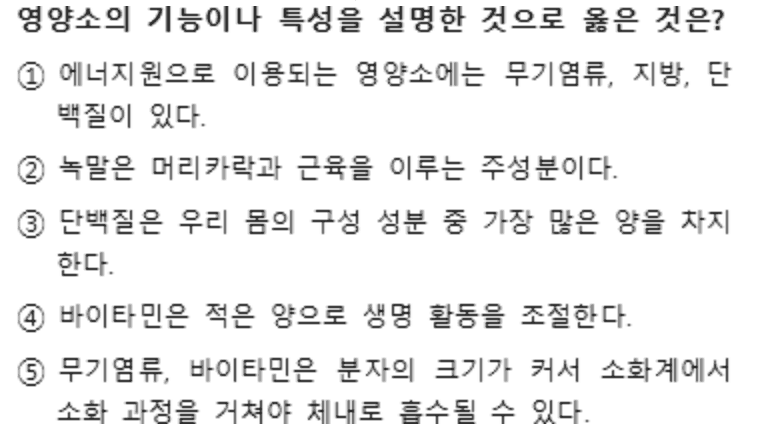 영양소의 기능이나 특성을 설명한 것으로 옳은 것은?
① 에너지원으로 이용되는 영양소에는 무기염류, 지방, 단
백질이 있다.
② 녹말은 머리카락과 근육을 이루는 주성분이다.
③ 단백질은 우리 몸의 구성 성분 중 가장 많은 양을 차지
한다.
④ 바이타민은 적은 양으로 생명 활동을 조절한다.
⑤ 무기염류, 바이타민은 분자의 크기가 커서 소화계에서
소화 과정을 거쳐야 체내로 흡수될 수 있다.